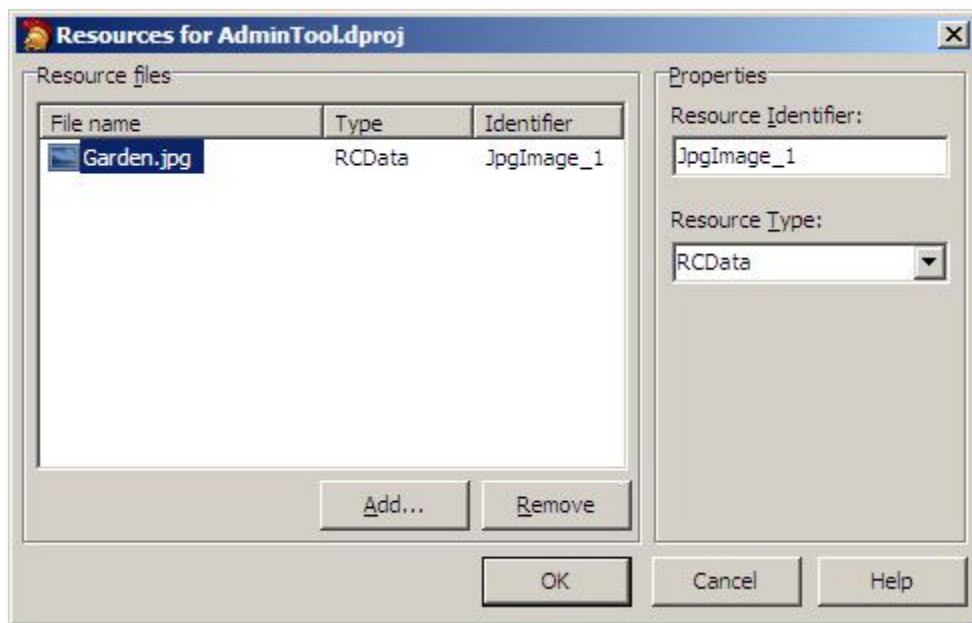 Resources for AdminTool.dproj
Resource files
File name Type Identifier
Garden.jpg RCData JpgImage_1
Add... Remove
Properties
Resource Identifier:
JpgImage_1
Resource Type:
RCData
OK Cancel Help